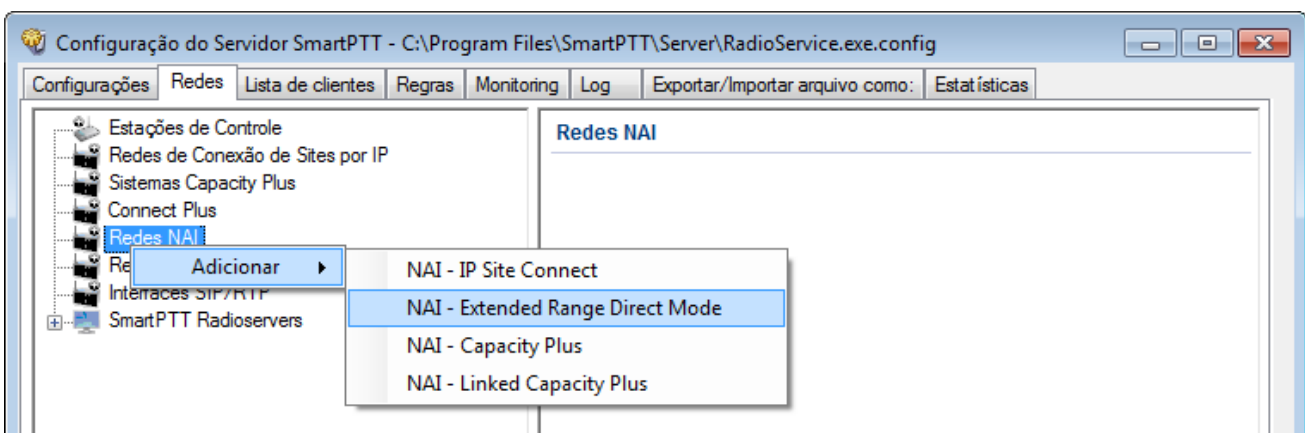 Configuração do Servidor SmartPTT - C:\Program Files\SmartPTT\Server\RadioService.exe.config
Configurações Redes Lista de clientes Regras Monitoring Log Exportar/Importar arquivo como: Estatísticas
Estações de Controle
Redes de Conexão de Sites por IP
Sistemas Capacity Plus
Connect Plus
Redes NAI
Re
Interfaces SIP/RTP
SmartPTT Radioservers
Adicionar
NAI - IP Site Connect
NAI - Extended Range Direct Mode
NAI - Capacity Plus
NAI - Linked Capacity Plus
Redes NAI